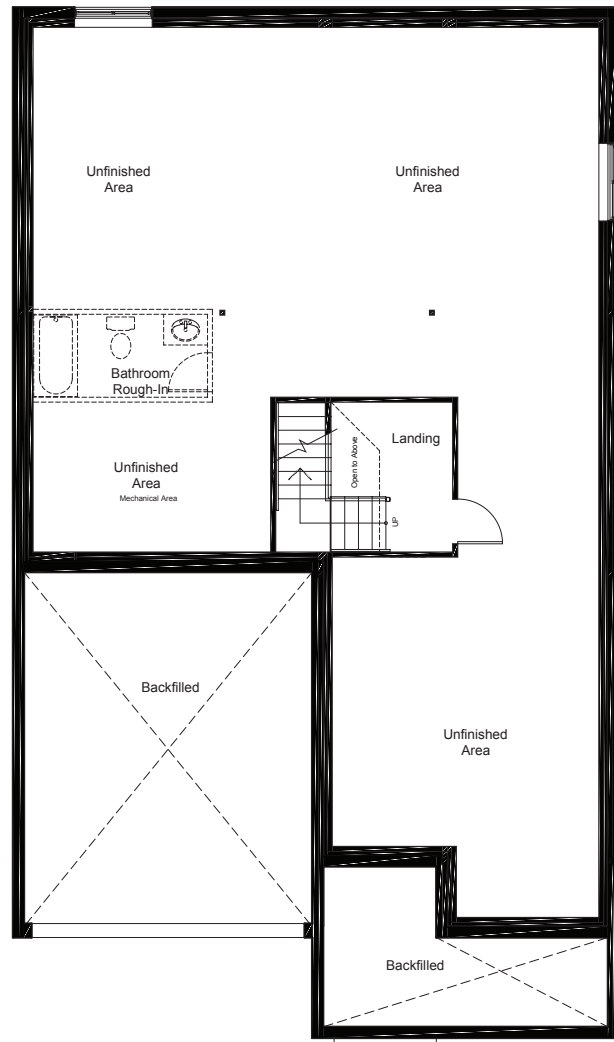 Unfinished
Area
Unfinished
Area
Bathroom
Rough-In
Landing
Open to Above
Unfinished
Area
Mechanical Area
UP
Backfilled
Unfinished
Area
Backfilled